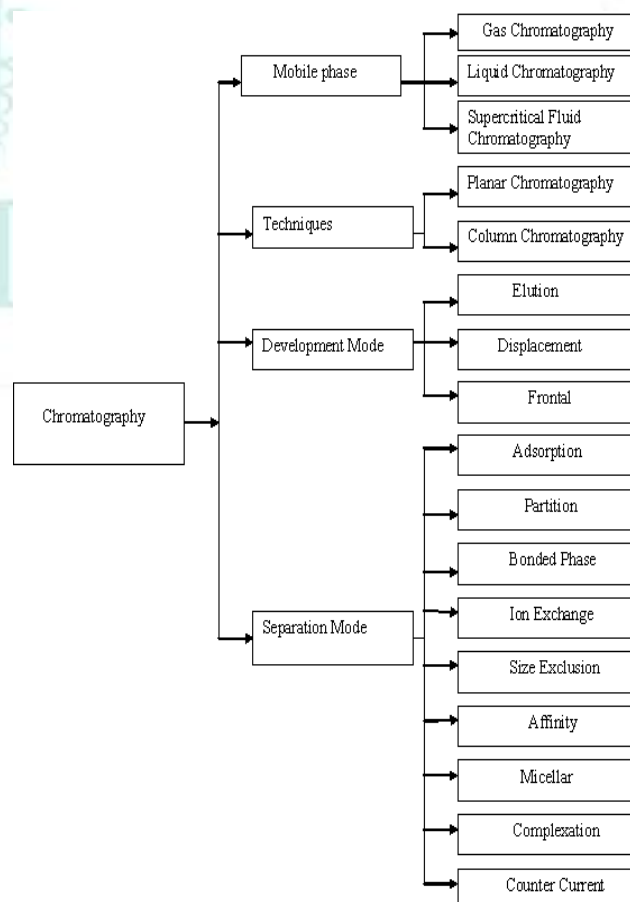 Chromatography
Mobile phase
Gas Chromatography
Liquid Chromatography
Supercritical Fluid
Chromatography
Techniques
Planar Chromatography
Column Chromatography
Development Mode
Elution
Displacement
Frontal
Separation Mode
Adsorption
Partition
Bonded Phase
Ion Exchange
Size Exclusion
Affinity
Micellar
Complexation
Counter Current